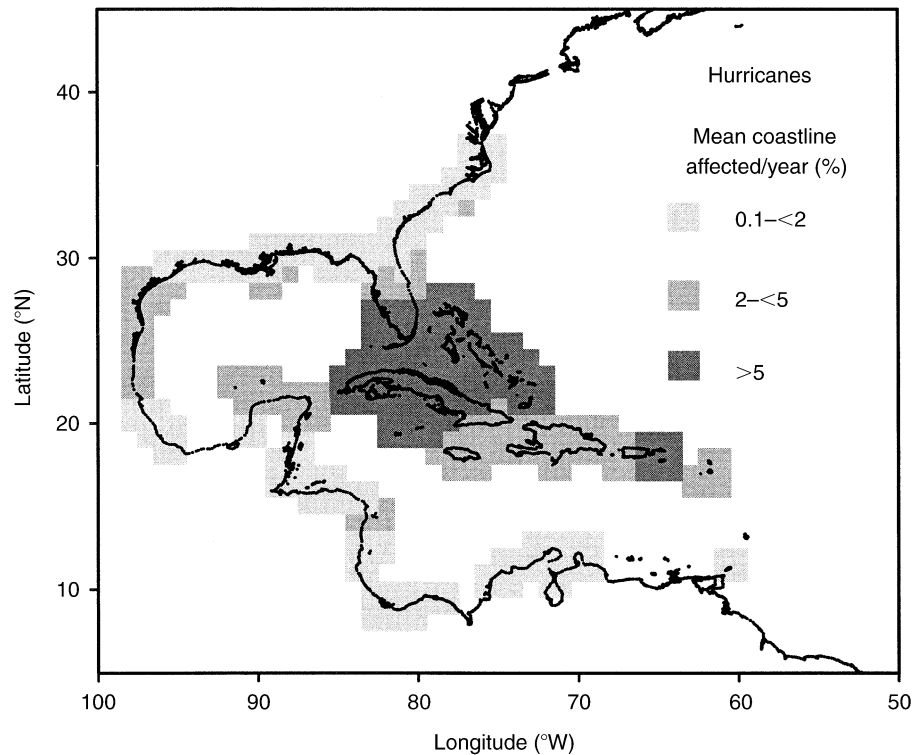 Hurricanes
Mean coastline
affected/year (%)
0.1–<2
2–<5
>5
40
30
20
10
Latitude (°N)
100 90 80 70 60 50
Longitude (°W)